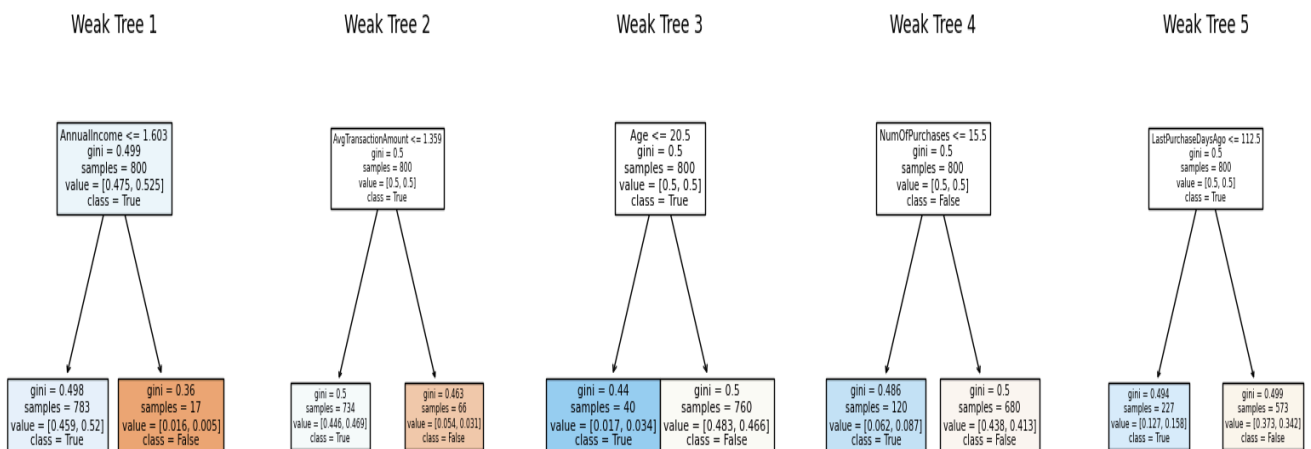 Weak Tree 1
Weak Tree 2
Weak Tree 3
Weak Tree 4
Weak Tree 5
AnnualIncome <= 1.603
gini = 0.499
samples = 800
value = [0.475, 0.525]
class = True
AvgTransactionAmount <= 1.359
gini = 0.5
samples = 800
value = [0.5, 0.5]
class = True
Age <= 20.5
gini = 0.5
samples = 800
value = [0.5, 0.5]
class = True
NumOfPurchases <= 15.5
gini = 0.5
samples = 800
value = [0.5, 0.5]
class = False
LastPurchaseDaysAgo <= 112.5
gini = 0.5
samples = 800
value = [0.5, 0.5]
class = True
gini = 0.498
samples = 783
value = [0.459, 0.52]
class = True
gini = 0.36
samples = 17
value = [0.016, 0.005]
class = False
gini = 0.5
samples = 734
value = [0.446, 0.469]
class = True
gini = 0.463
samples = 66
value = [0.054, 0.031]
class = False
gini = 0.44
samples = 40
value = [0.017, 0.034]
class = True
gini = 0.5
samples = 760
value = [0.483, 0.466]
class = False
gini = 0.486
samples = 120
value = [0.062, 0.087]
class = True
gini = 0.5
samples = 680
value = [0.438, 0.413]
class = False
gini = 0.494
samples = 227
value = [0.127, 0.158]
class = True
gini = 0.499
samples = 573
value = [0.373, 0.342]
class = False